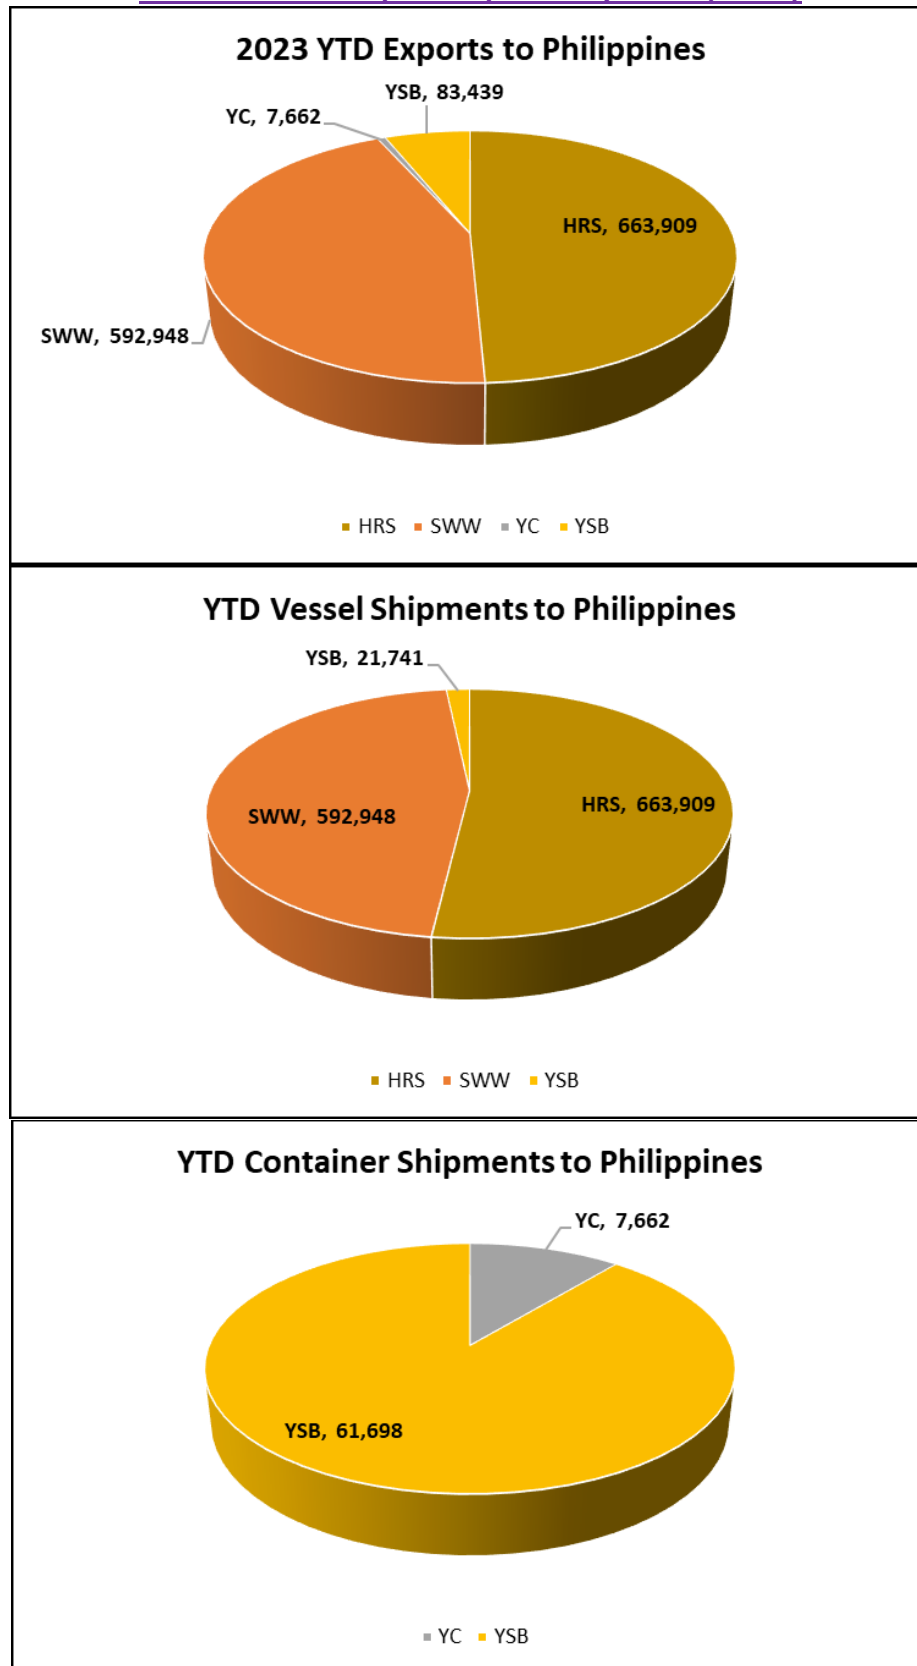 2023 YTD Exports to Philippines
YSB, 83,439
YC, 7,662
HRS, 663,909
SWW, 592,948
HRS SWW YC YSB
YTD Vessel Shipments to Philippines
YSB, 21,741
HRS, 663,909
SWW, 592,948
HRS SWW YSB
YTD Container Shipments to Philippines
YC, 7,662
YSB, 61,698
YC YSB